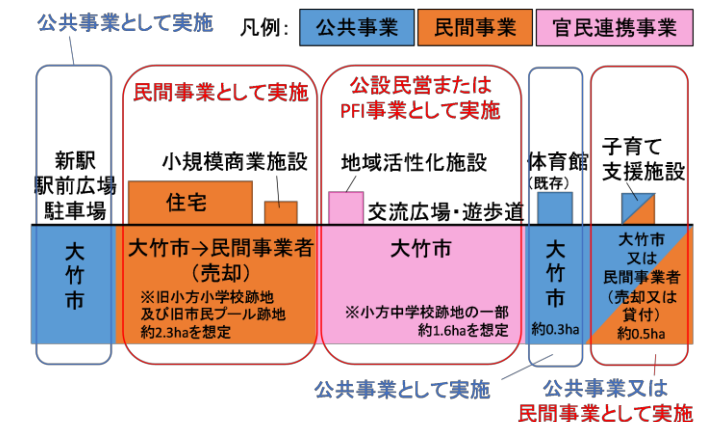 公共事業として実施
凡例：
公共事業
民間事業
官民連携事業
民間事業として実施
公設民営または
PFI事業として実施
新駅
駅前広場
駐車場
小規模商業施設
住宅
地域活性化施設
交流広場・遊歩道
体育館
（既存）
子育て
支援施設
大竹市
大竹市→民間事業者
（売却）
※旧小方小学校跡地
及び旧市民プール跡地
約2.3haを想定
大竹市
※小方中学校跡地の一部
約1.6haを想定
大竹市
約0.3ha
大竹市
又は
民間事業者
（売却又は
貸付）
約0.5ha
公共事業として実施
公共事業又は
民間事業として実施